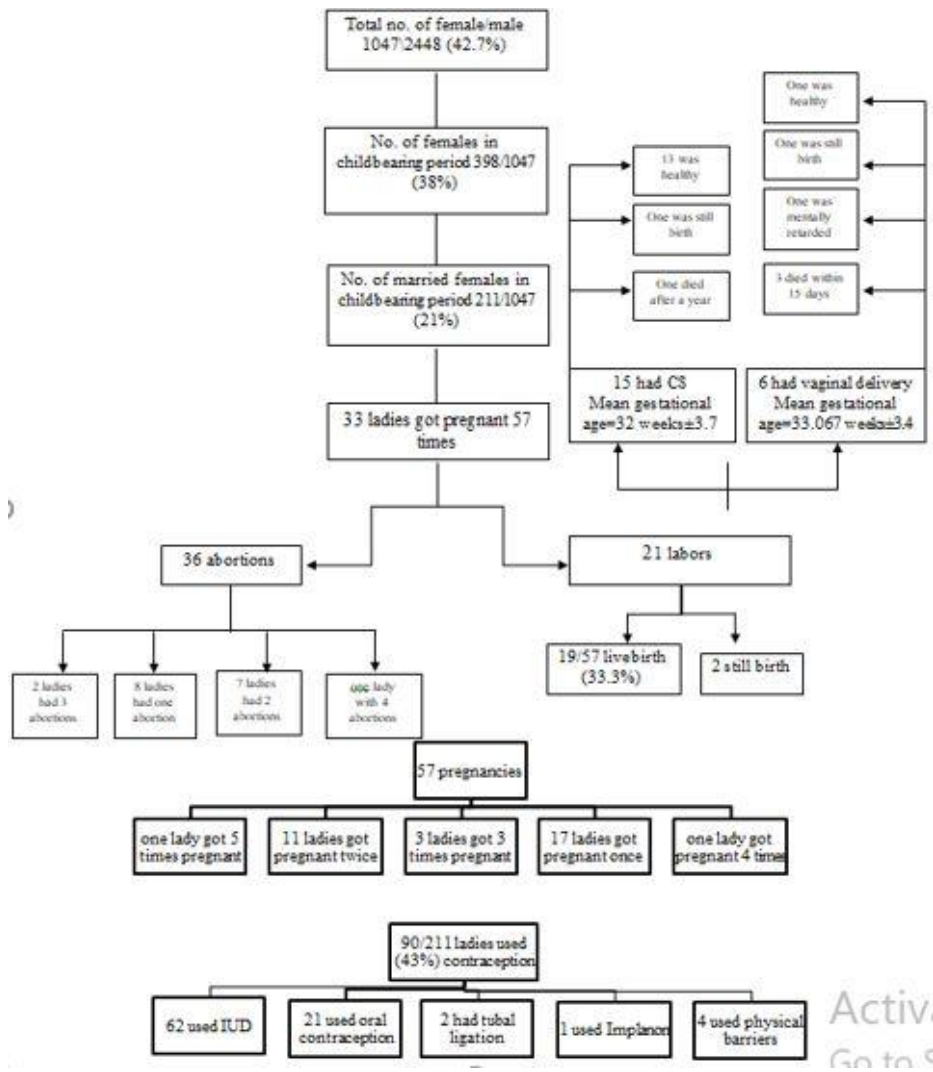 Total no. of female/male
1047\2448 (42.7%)
No. of females in
childbearing period 398/1047
(38%)
No. of married females in
childbearing period 211/1047
(21%)
33 ladies got pregnant 57
times
One was
healthy
One was still
birth
One was
mentally
retarded
3 died within
15 days
13 was
healthy
One was still
birth
One died
after a year
15 had CS
Mean gestational
age=32 weeks±3.7
6 had vaginal delivery
Mean gestational
age=33.067 weeks±3.4
36 abortions
21 labors
2 ladies
had 3
abortions
8 ladies
had one
abortion
7 ladies
had 2
abortions
one lady
with 4
abortions
19/57 livebirth
(33.3%)
2 still birth
57 pregnancies
one lady got 5
times pregnant
11 ladies got
pregnant twice
3 ladies got 3
times pregnant
17 ladies got
pregnant once
one lady got
pregnant 4 times
90/211 ladies used
(43%) contraception
62 used IUD
21 used oral
contraception
2 had tubal
ligation
1 used Implanon
4 used physical
barriers
Activa
Go to S